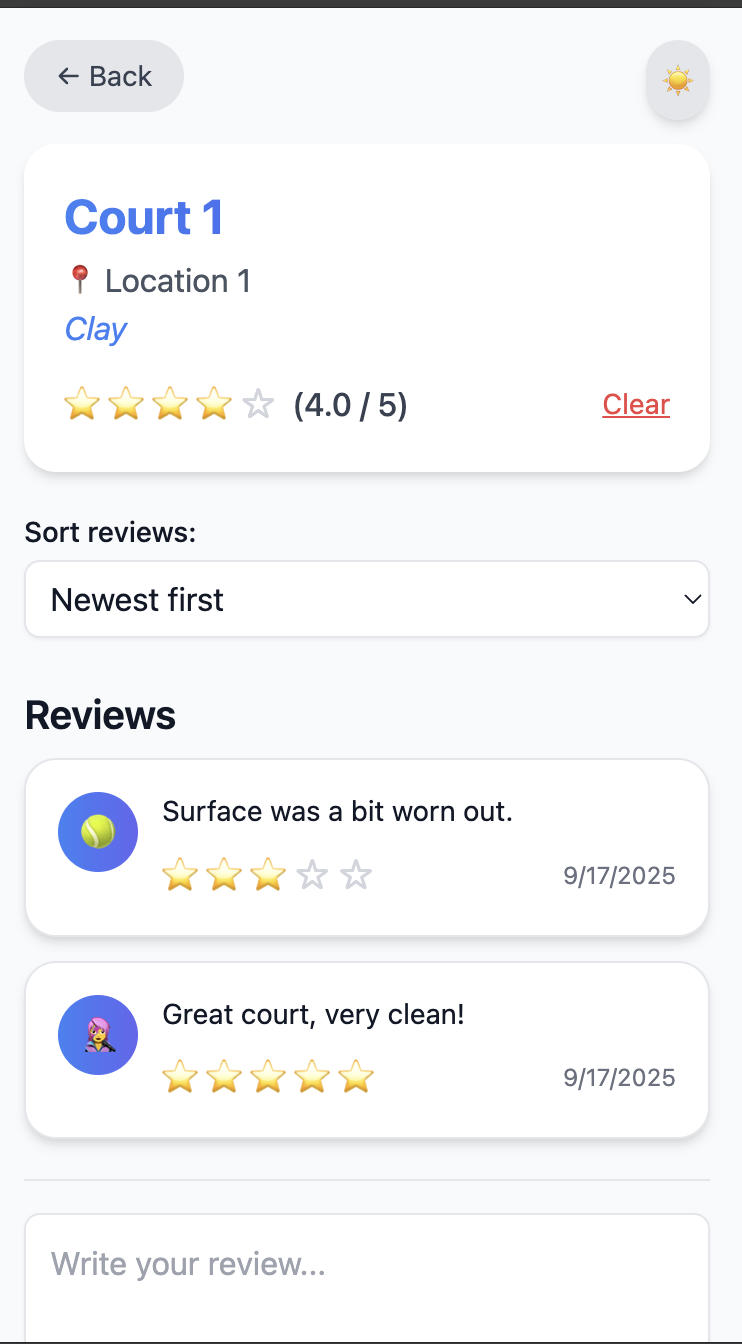 ← Back
Court 1
📍 Location 1
Clay
(4.0 / 5)
Clear
Sort reviews:
Newest first
Reviews
Surface was a bit worn out.
9/17/2025
Great court, very clean!
9/17/2025
Write your review...